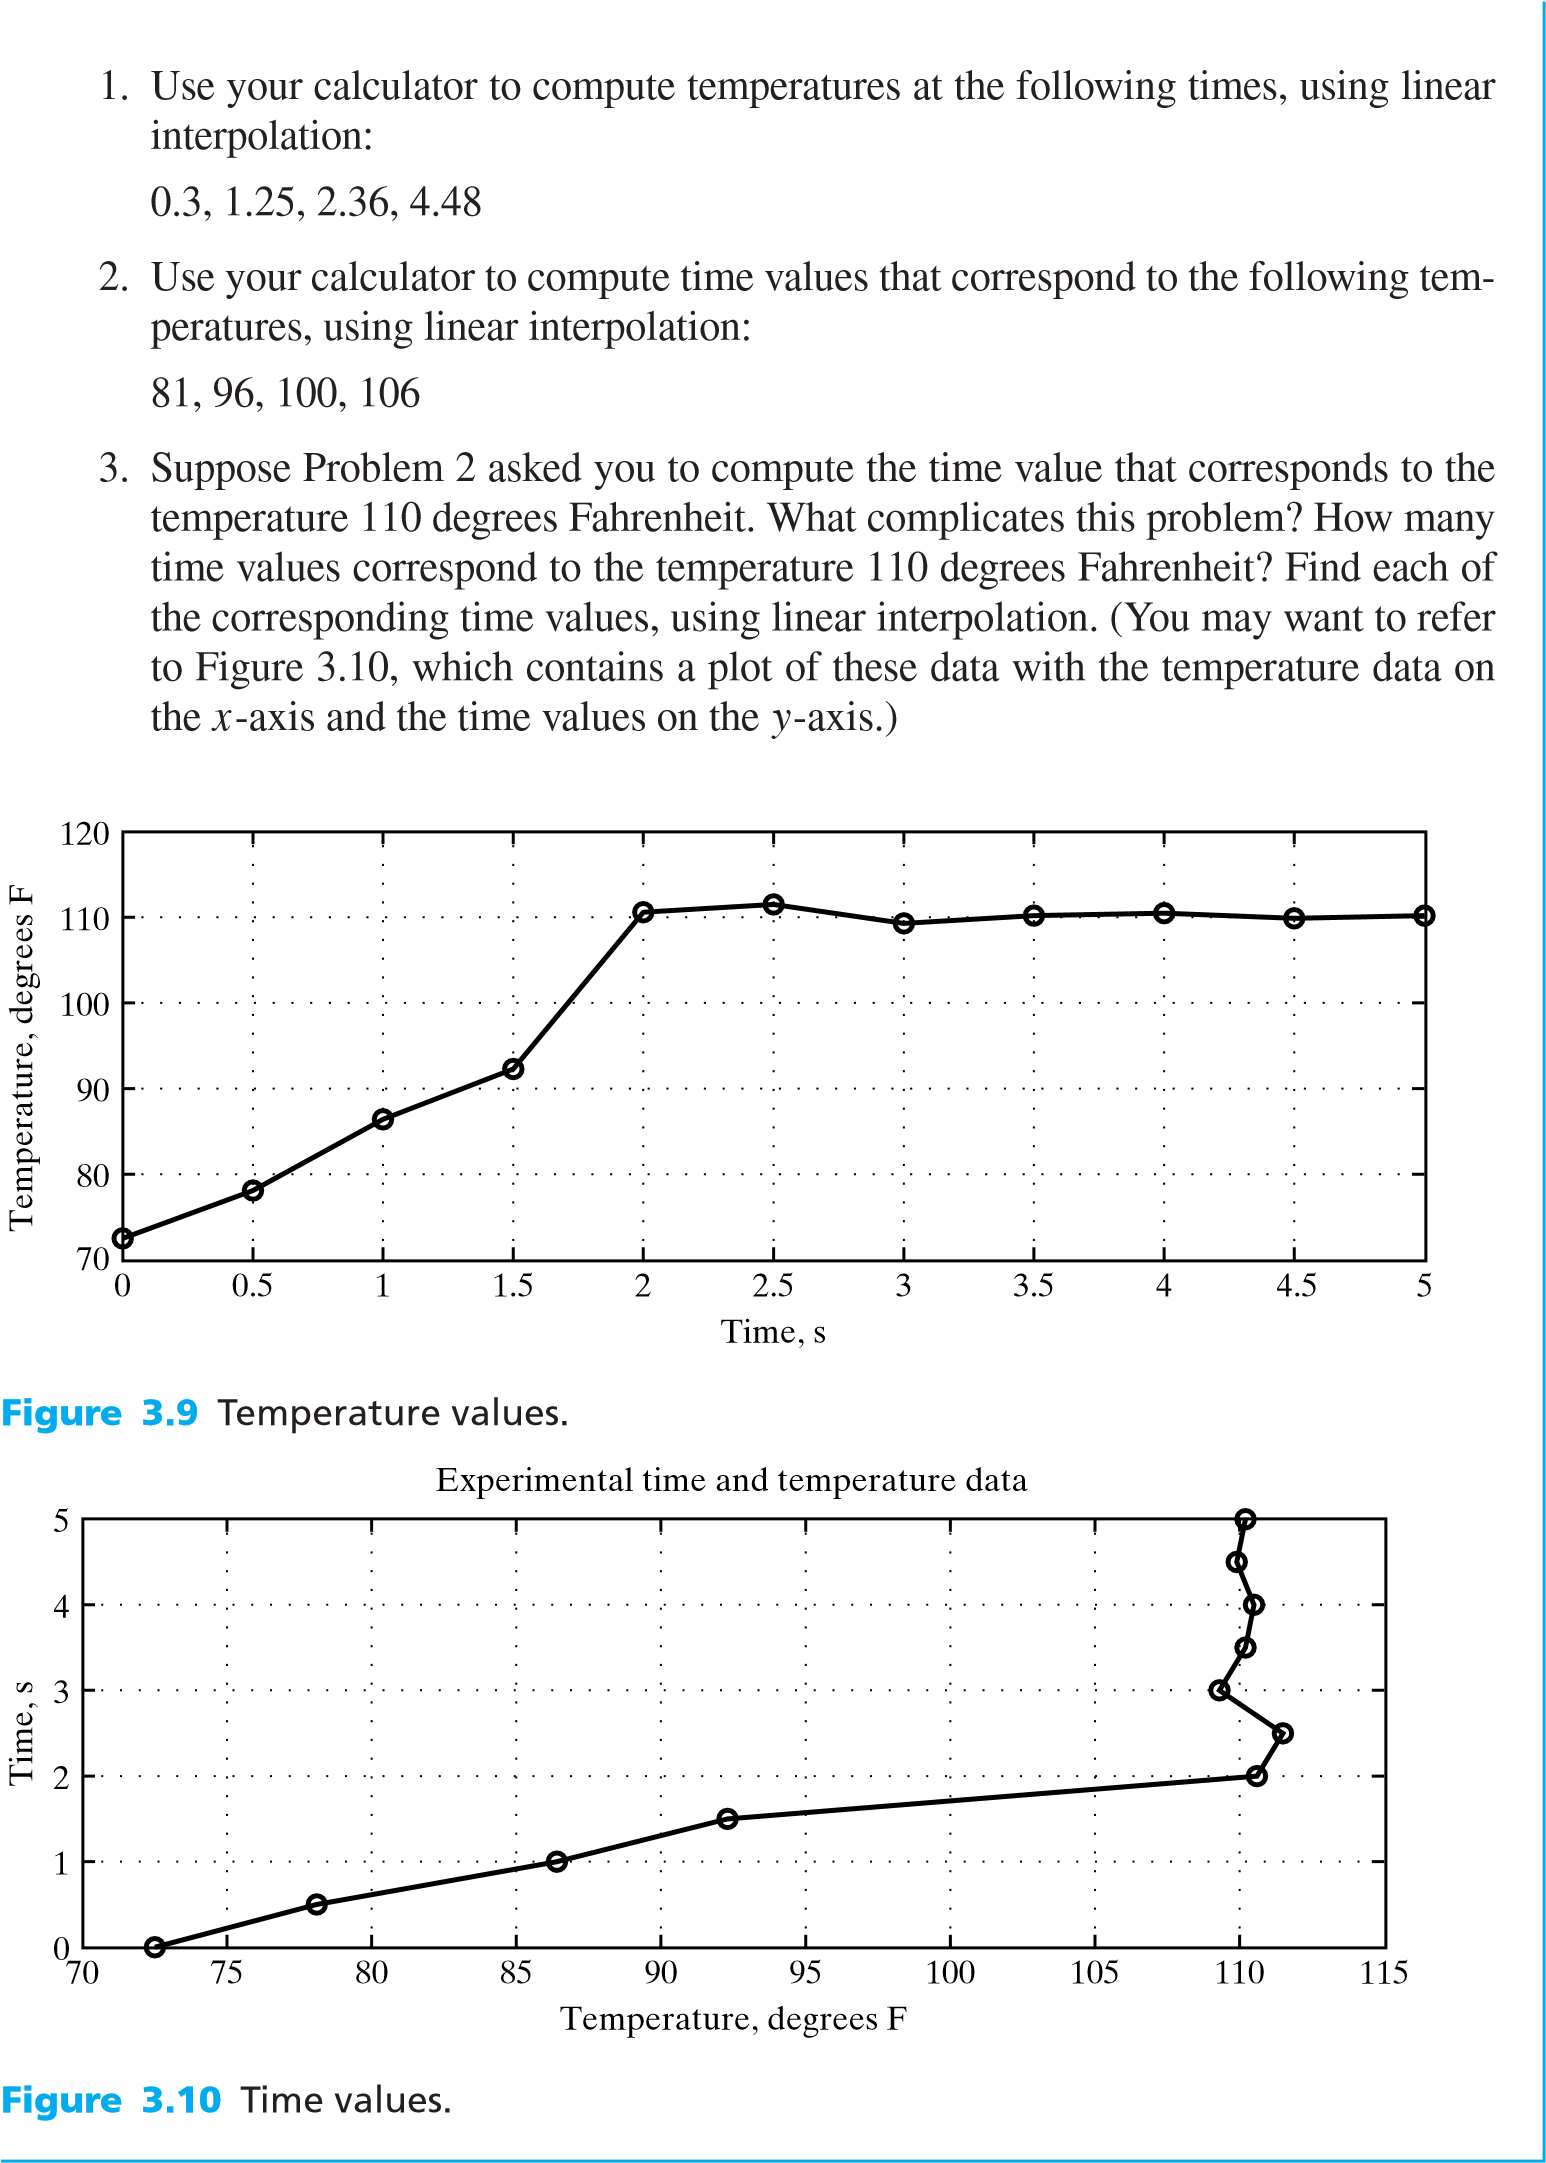 1. Use your calculator to compute temperatures at the following times, using linear
interpolation:
0.3, 1.25, 2.36, 4.48
2. Use your calculator to compute time values that correspond to the following tem-
peratures, using linear interpolation:
81, 96, 100, 106
3. Suppose Problem 2 asked you to compute the time value that corresponds to the
temperature 110 degrees Fahrenheit. What complicates this problem? How many
time values correspond to the temperature 110 degrees Fahrenheit? Find each of
the corresponding time values, using linear interpolation. (You may want to refer
to Figure 3.10, which contains a plot of these data with the temperature data on
the x-axis and the time values on the y-axis.)
Temperature, degrees F
120
110
100
90
80
70
0 0.5 1 1.5 2 2.5 3 3.5 4 4.5 5
Time, s
Figure 3.9 Temperature values.
Experimental time and temperature data
Time, s
5
4
3
2
1
0
70 75 80 85 90 95 100 105 110 115
Temperature, degrees F
Figure 3.10 Time values.